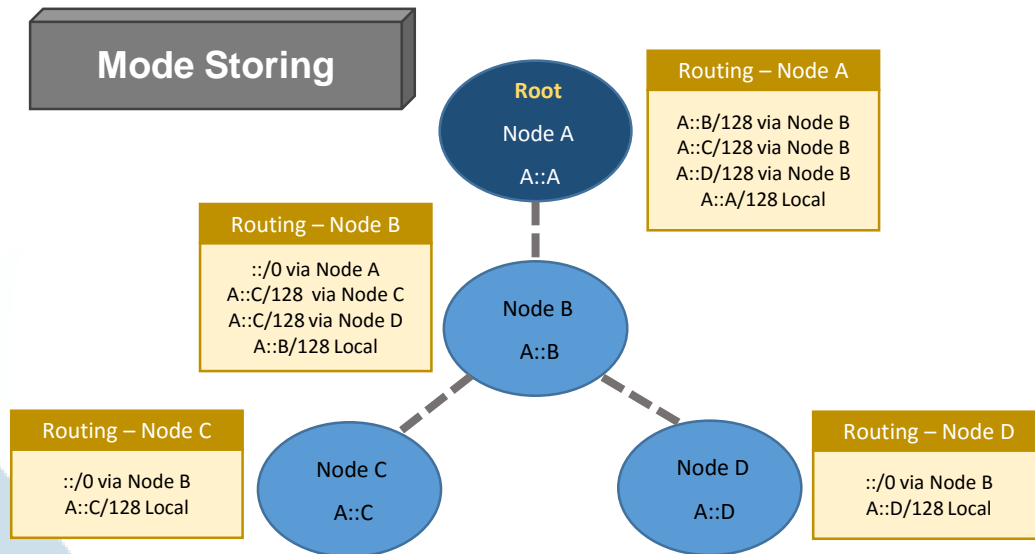 Mode Storing
Root
Node A
A::A
Routing – Node A
A::B/128 via Node B
A::C/128 via Node B
A::D/128 via Node B
A::A/128 Local
Routing – Node B
::/0 via Node A
A::C/128 via Node C
A::C/128 via Node D
A::B/128 Local
Node B
A::B
Routing – Node C
::/0 via Node B
A::C/128 Local
Node C
A::C
Node D
A::D
Routing – Node D
::/0 via Node B
A::D/128 Local